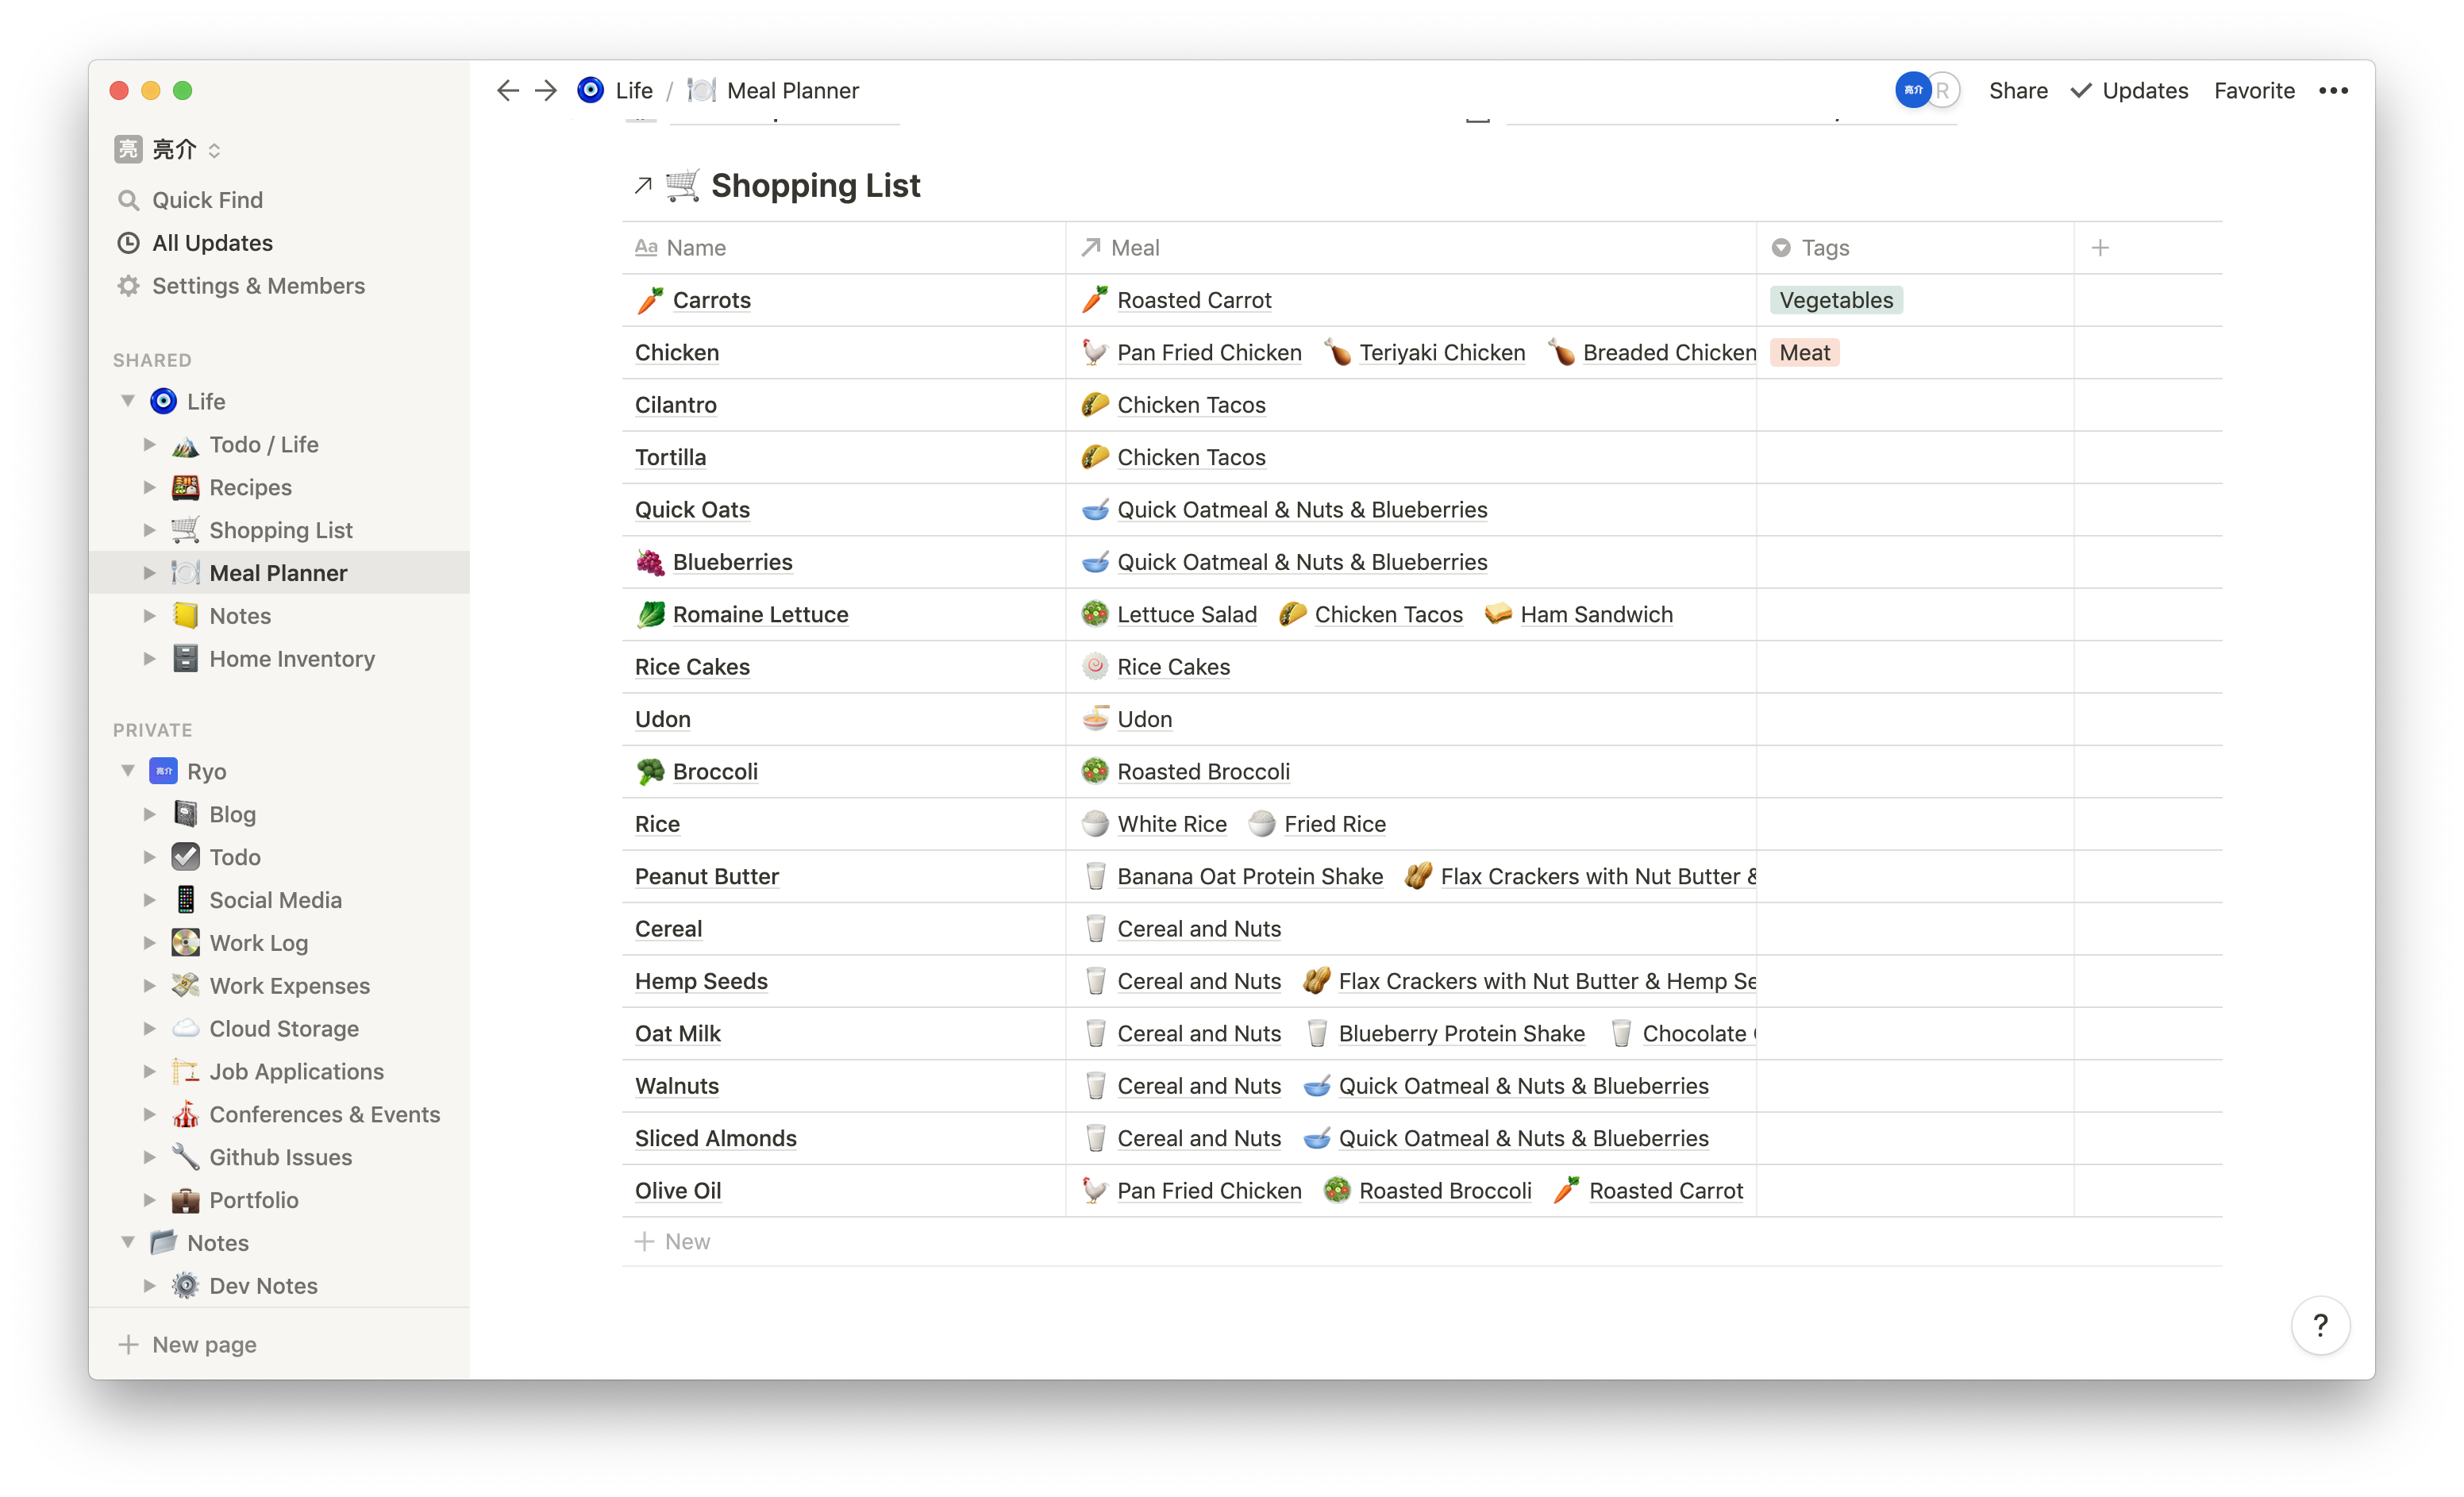 Life / Meal Planner
亮介 R Share Updates Favorite
亮 亮介
Quick Find
All Updates
Settings & Members
SHARED
Life
Todo / Life
Recipes
Shopping List
Meal Planner
Notes
Home Inventory
PRIVATE
亮介 Ryo
Blog
Todo
Social Media
Work Log
Work Expenses
Cloud Storage
Job Applications
Conferences & Events
Github Issues
Portfolio
Notes
Dev Notes
New page
Shopping List
Aa Name Meal Tags
Carrots Roasted Carrot Vegetables
Chicken Pan Fried Chicken Teriyaki Chicken Breaded Chicken Meat
Cilantro Chicken Tacos
Tortilla Chicken Tacos
Quick Oats Quick Oatmeal & Nuts & Blueberries
Blueberries Quick Oatmeal & Nuts & Blueberries
Romaine Lettuce Lettuce Salad Chicken Tacos Ham Sandwich
Rice Cakes Rice Cakes
Udon Udon
Broccoli Roasted Broccoli
Rice White Rice Fried Rice
Peanut Butter Banana Oat Protein Shake Flax Crackers with Nut Butter &
Cereal Cereal and Nuts
Hemp Seeds Cereal and Nuts Flax Crackers with Nut Butter & Hemp Se
Oat Milk Cereal and Nuts Blueberry Protein Shake Chocolate
Walnuts Cereal and Nuts Quick Oatmeal & Nuts & Blueberries
Sliced Almonds Cereal and Nuts Quick Oatmeal & Nuts & Blueberries
Olive Oil Pan Fried Chicken Roasted Broccoli Roasted Carrot
New
?